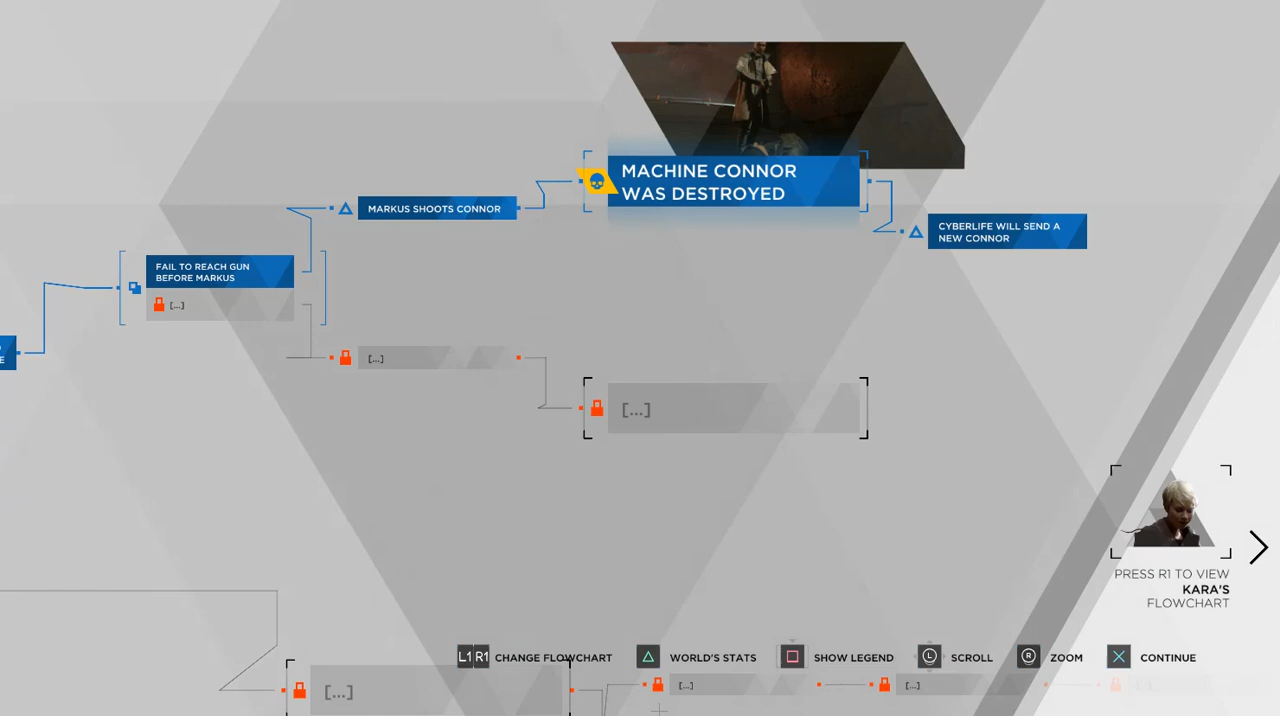 MACHINE CONNOR
WAS DESTROYED
MARKUS SHOOTS CONNOR
CYBERLIFE WILL SEND A
NEW CONNOR
FAIL TO REACH GUN
BEFORE MARKUS
[...]
E
[...]
[...]
PRESS R1 TO VIEW
KARA'S
FLOWCHART
L1 R1 CHANGE FLOWCHART
WORLD'S STATS
SHOW LEGEND
L SCROLL
R ZOOM
CONTINUE
[...]
[...]
[...]